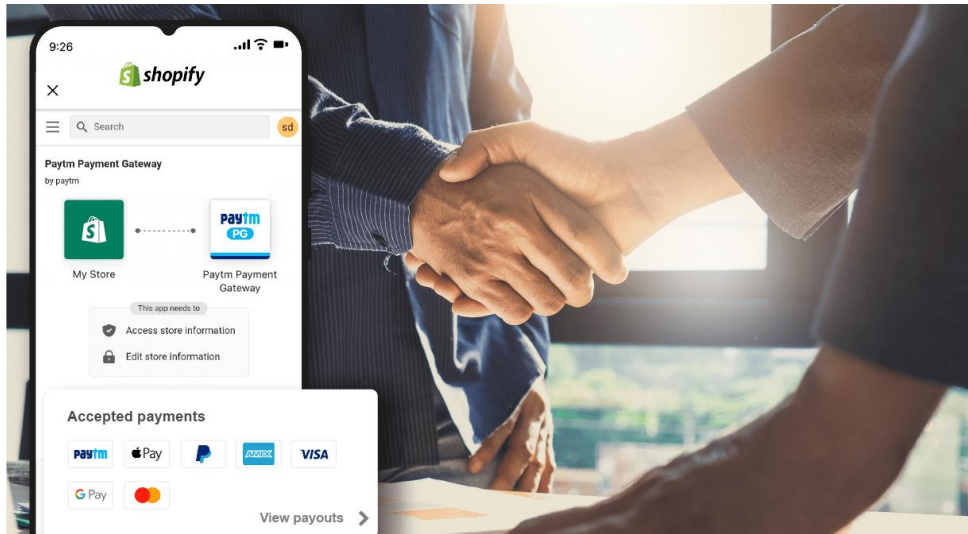 9:26
shopify
Search
sd
Paytm Payment Gateway
by paytm
paytm
PG
My Store
Paytm Payment
Gateway
This app needs to
Access store information
Edit store information
Accepted payments
paytm
Pay
AMEX
VISA
G Pay
View payouts